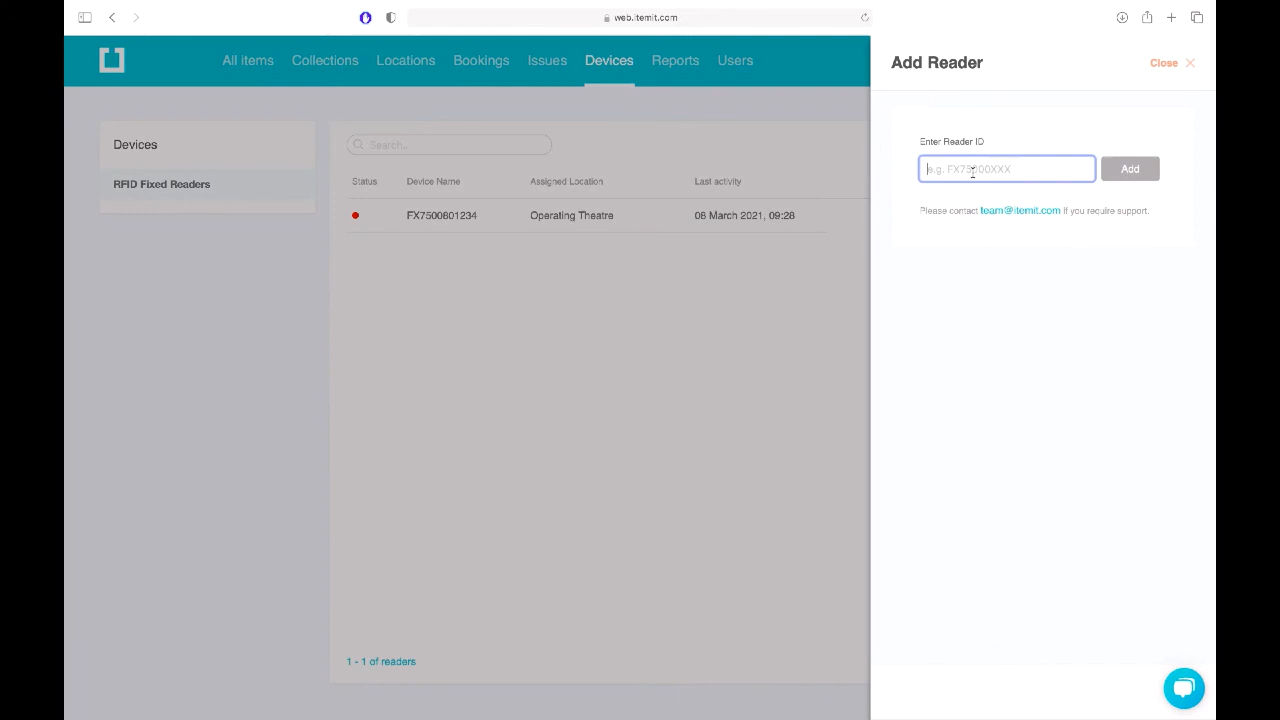 web.itemit.com
All items Collections Locations Bookings Issues Devices Reports Users
Add Reader
Close
Devices
RFID Fixed Readers
Search..
Status Device Name Assigned Location Last activity
FX7500801234 Operating Theatre 08 March 2021, 09:28
1 - 1 of readers
Enter Reader ID
e.g. FX75000XXX
Add
Please contact team@itemit.com if you require support.